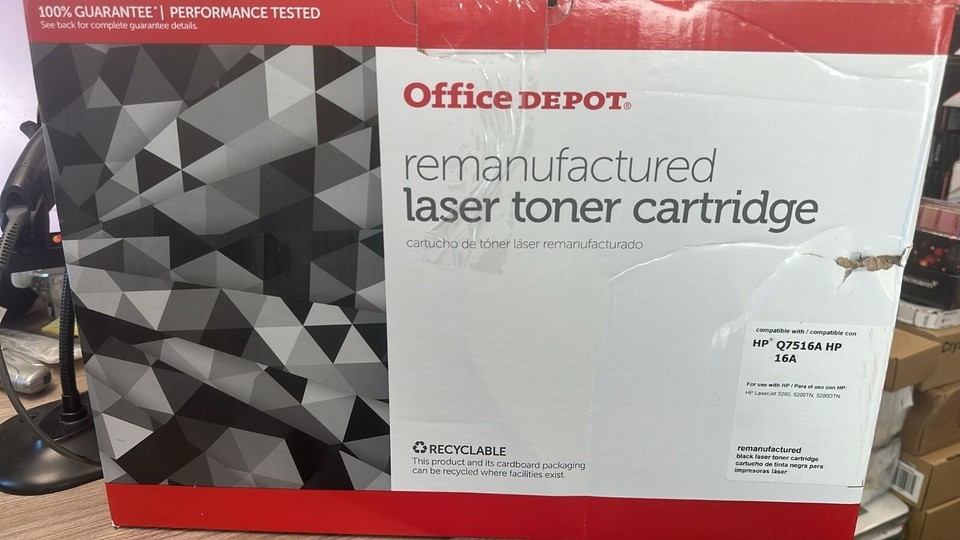 100% GUARANTEE* | PERFORMANCE TESTED
See back for complete guarantee details.
Office DEPOT®
remanufactured
laser toner cartridge
cartucho de tóner láser remanufacturado
compatible with / compatible con
HP® Q7516A HP
16A
For use with HP / Para el uso con HP:
HP LaserJet 5200, 5200TN, 5200DTN
RECYCLABLE
This product and its cardboard packaging
can be recycled where facilities exist.
remanufactured
black laser toner cartridge
cartucho de tinta negra para
impresoras láser